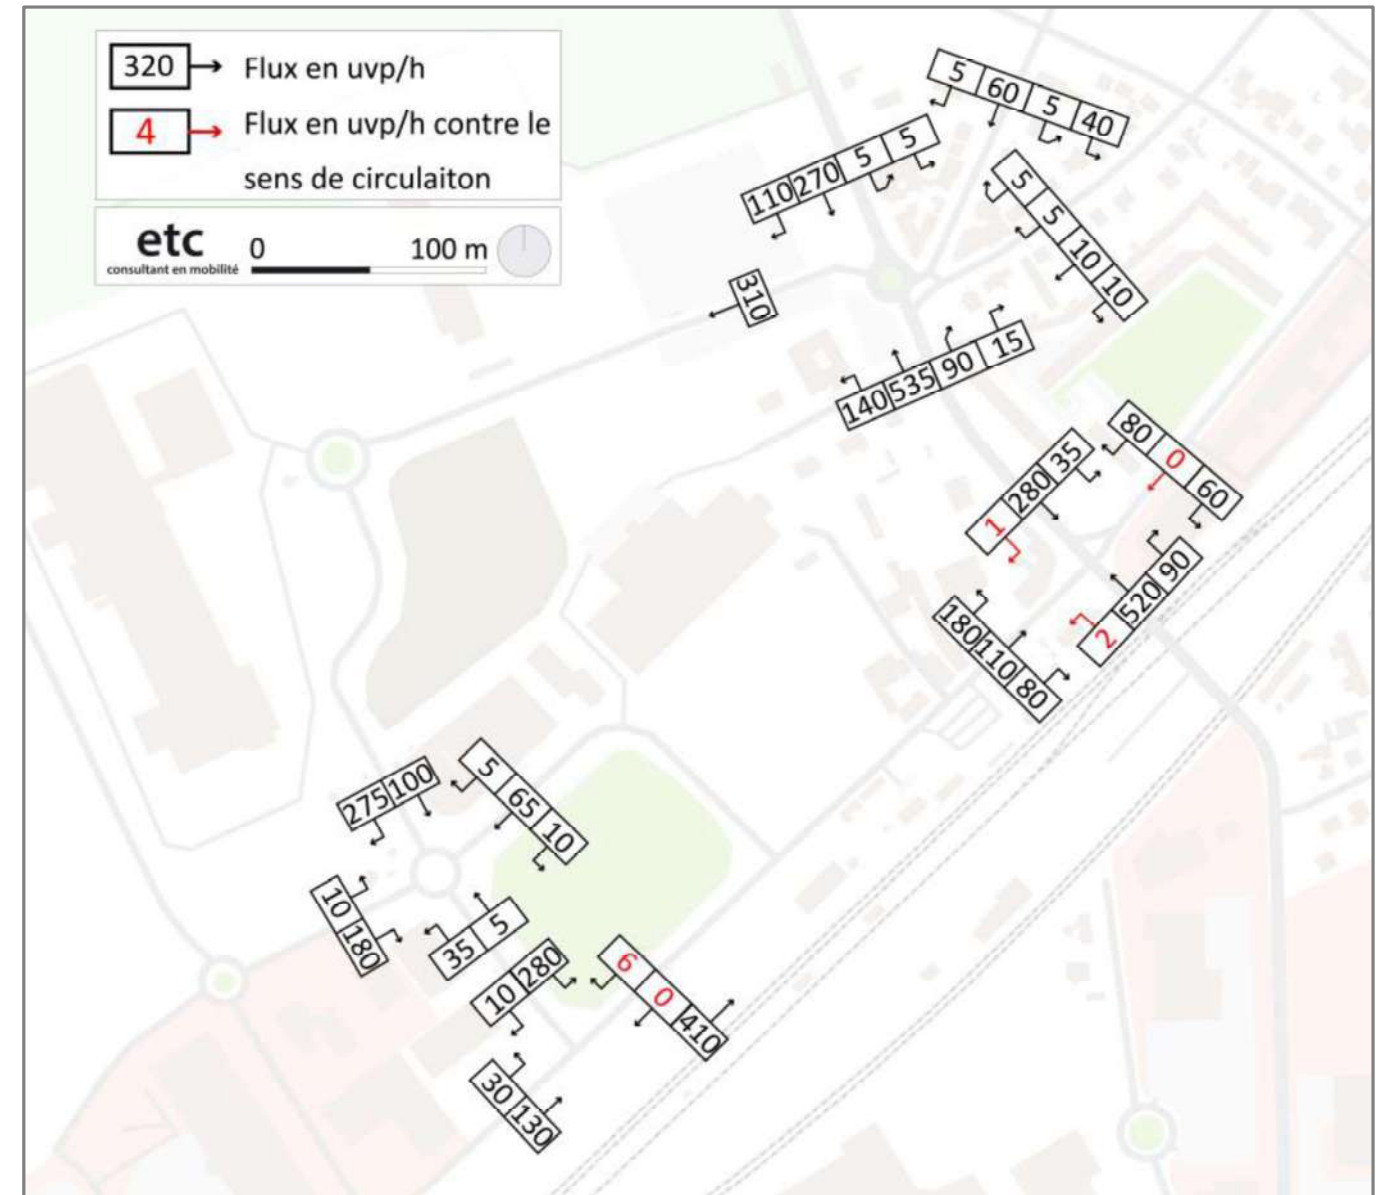 320 Flux en uvp/h
4 Flux en uvp/h contre le
sens de circulaiton
etc
consultant en mobilité
0 100 m
5 60 5 40
110 270 5 5
5 5 10 10
310
140 535 90 15
80 0 60
1 280 35
2 520 90
180 110 80
275 100
5 65 10
10 180
35 5
10 280
6 0 410
30 130